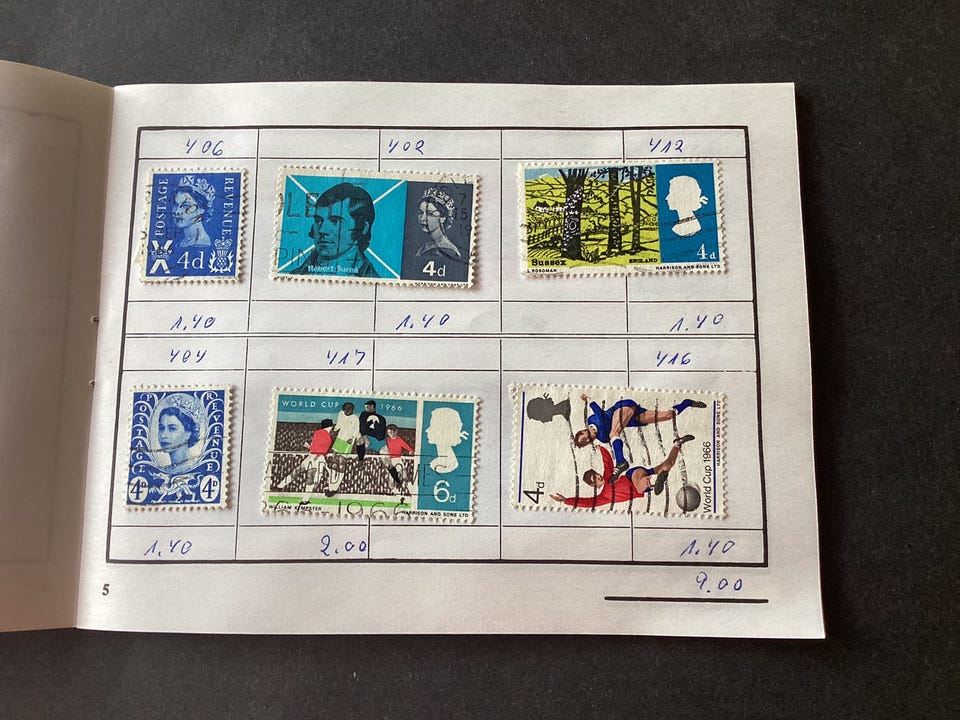 406 402 412
POSTAGE REVENUE
4d
Robert Burns
4d
Sussex ENGLAND 4d
L ROSOMAN HARRISON AND SONS LTD
1.40 1.40 1.40
404 417 416
POSTAGE REVENUE
4D 4D
WORLD CUP 1966
6d
WILLIAM KEMPSTER HARRISON AND SONS LTD
4d
World Cup 1966
HARRISON AND SONS LTD
1.40 2.00 1.40
5
9.00